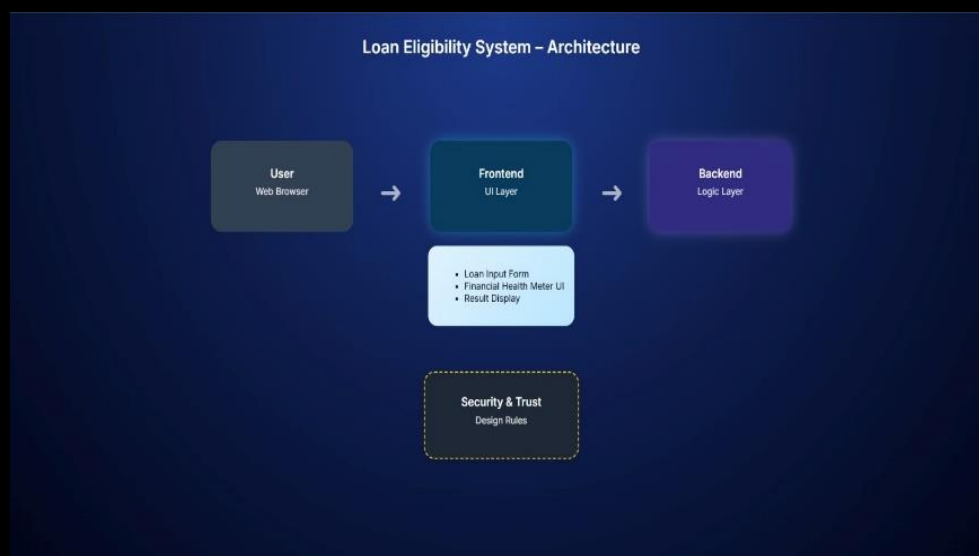 Loan Eligibility System – Architecture
User
Web Browser
Frontend
UI Layer
Backend
Logic Layer
• Loan Input Form
• Financial Health Meter UI
• Result Display
Security & Trust
Design Rules